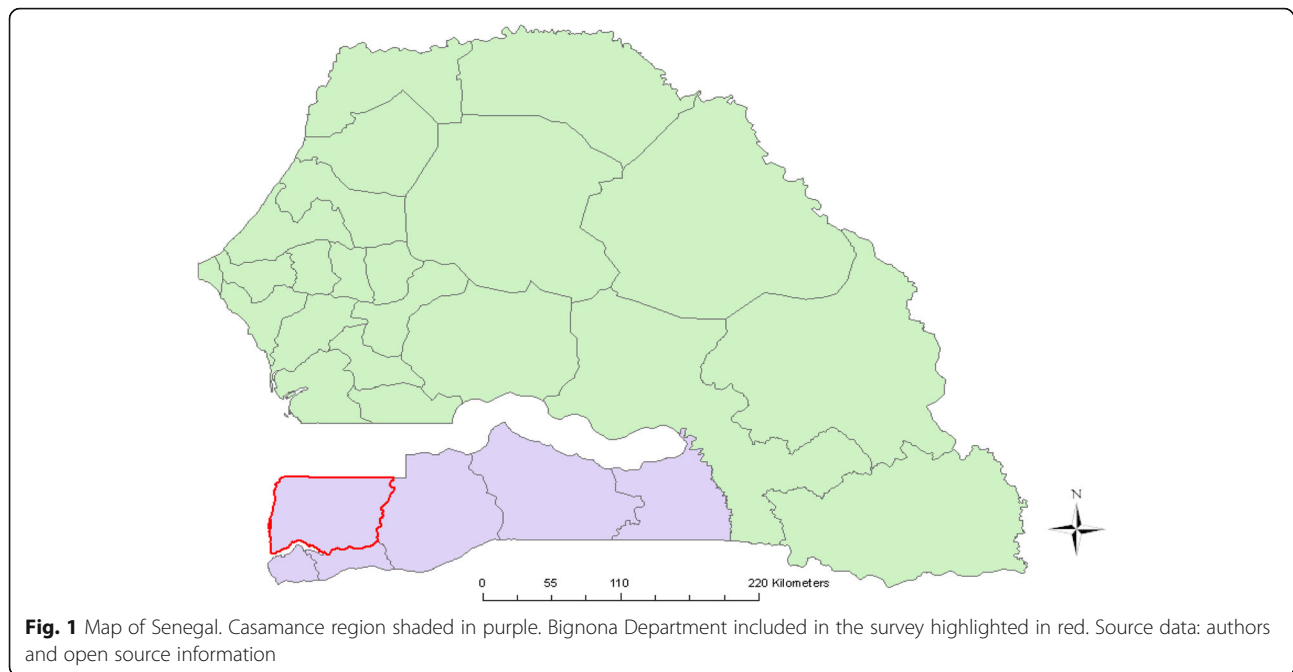 N
0 55 110 220 Kilometers
Fig. 1 Map of Senegal. Casamance region shaded in purple. Bignona Department included in the survey highlighted in red. Source data: authors
and open source information